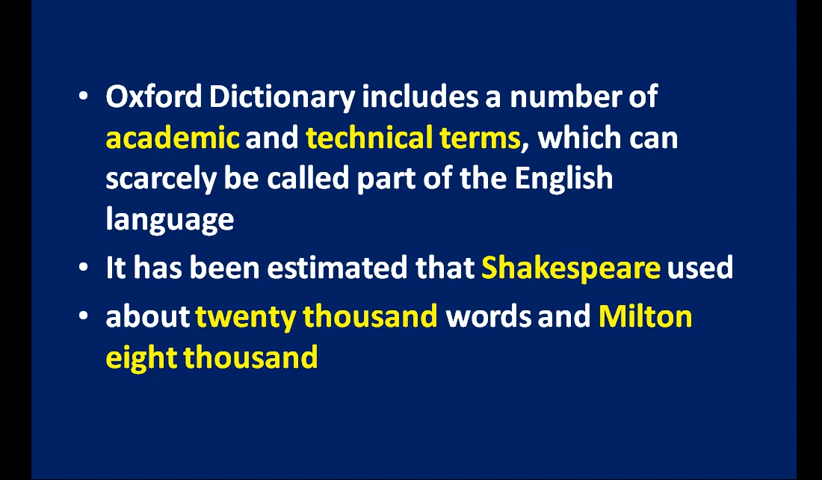 • Oxford Dictionary includes a number of
academic and technical terms, which can
scarcely be called part of the English
language
• It has been estimated that Shakespeare used
• about twenty thousand words and Milton
eight thousand